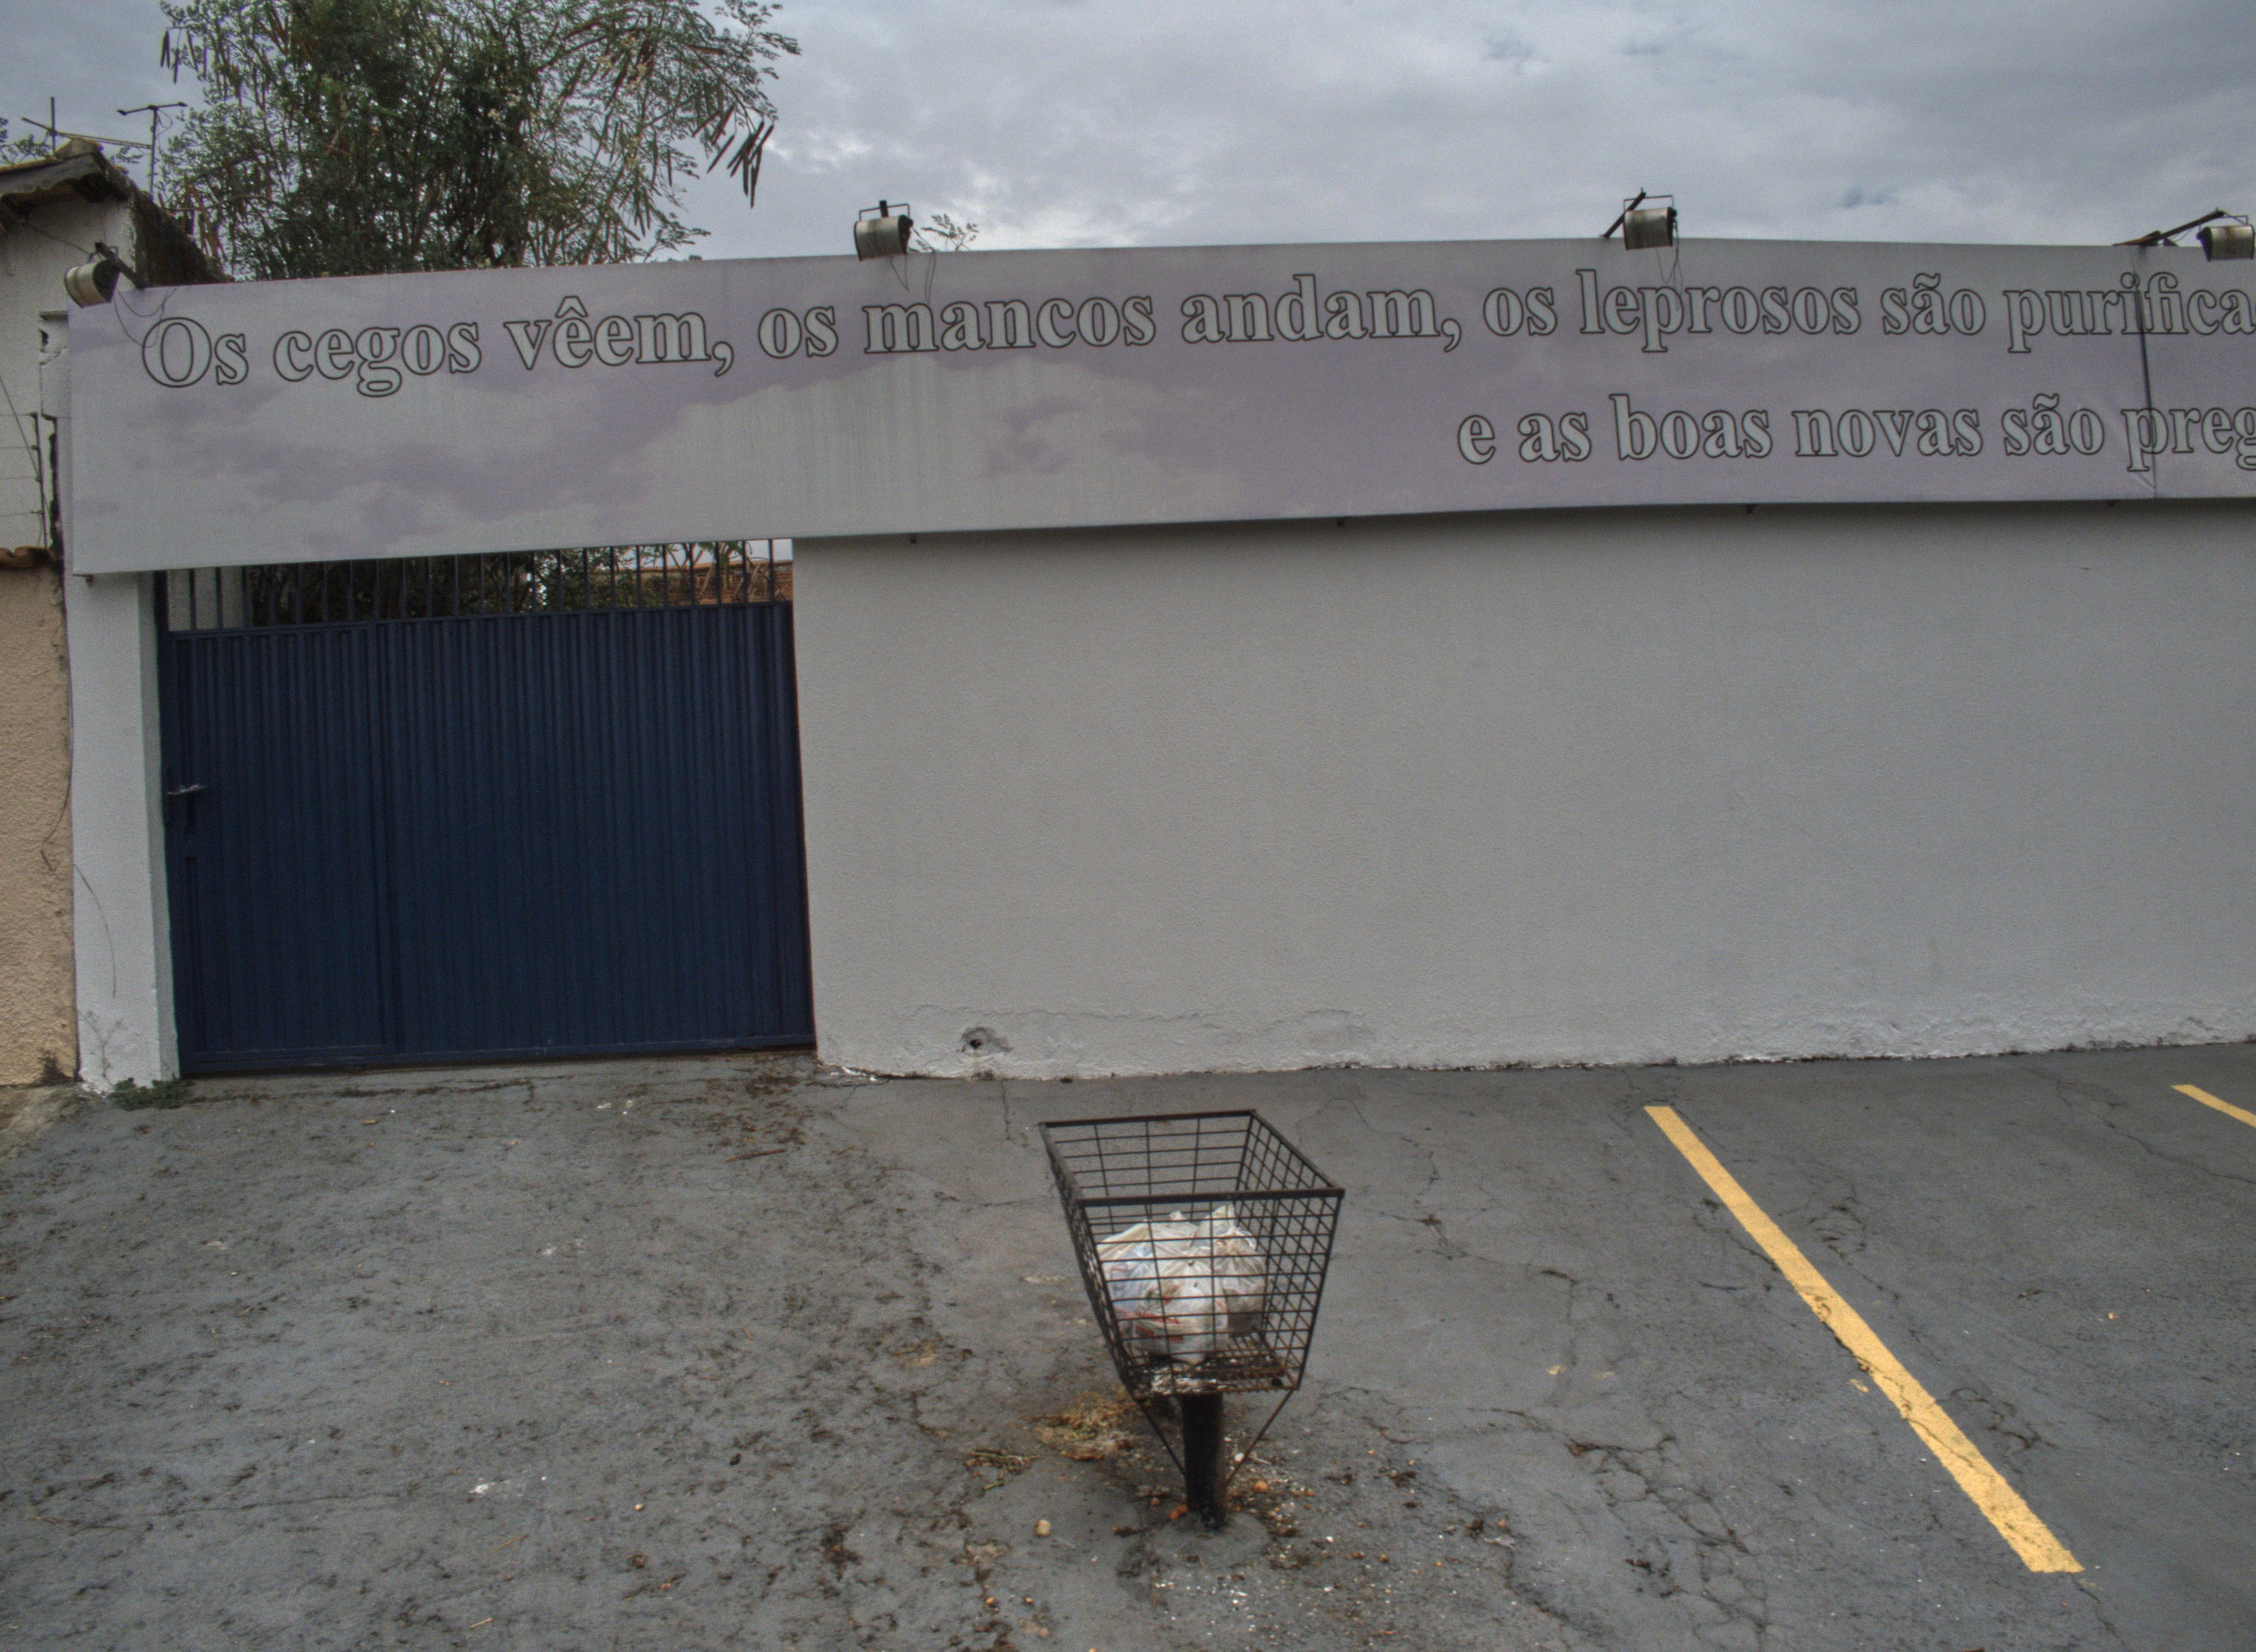 Os cegos vêem, os mancos andam, os leprosos são purifica
e as boas novas são preg